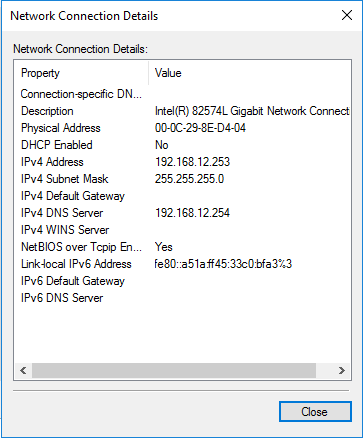 Network Connection Details
Network Connection Details:
Property Value
Connection-specific DN...
Description Intel(R) 82574L Gigabit Network Connect
Physical Address 00-0C-29-8E-D4-04
DHCP Enabled No
IPv4 Address 192.168.12.253
IPv4 Subnet Mask 255.255.255.0
IPv4 Default Gateway
IPv4 DNS Server 192.168.12.254
IPv4 WINS Server
NetBIOS over Tcpip En... Yes
Link-local IPv6 Address fe80::a51a:ff45:33c0:bfa3%3
IPv6 Default Gateway
IPv6 DNS Server
Close